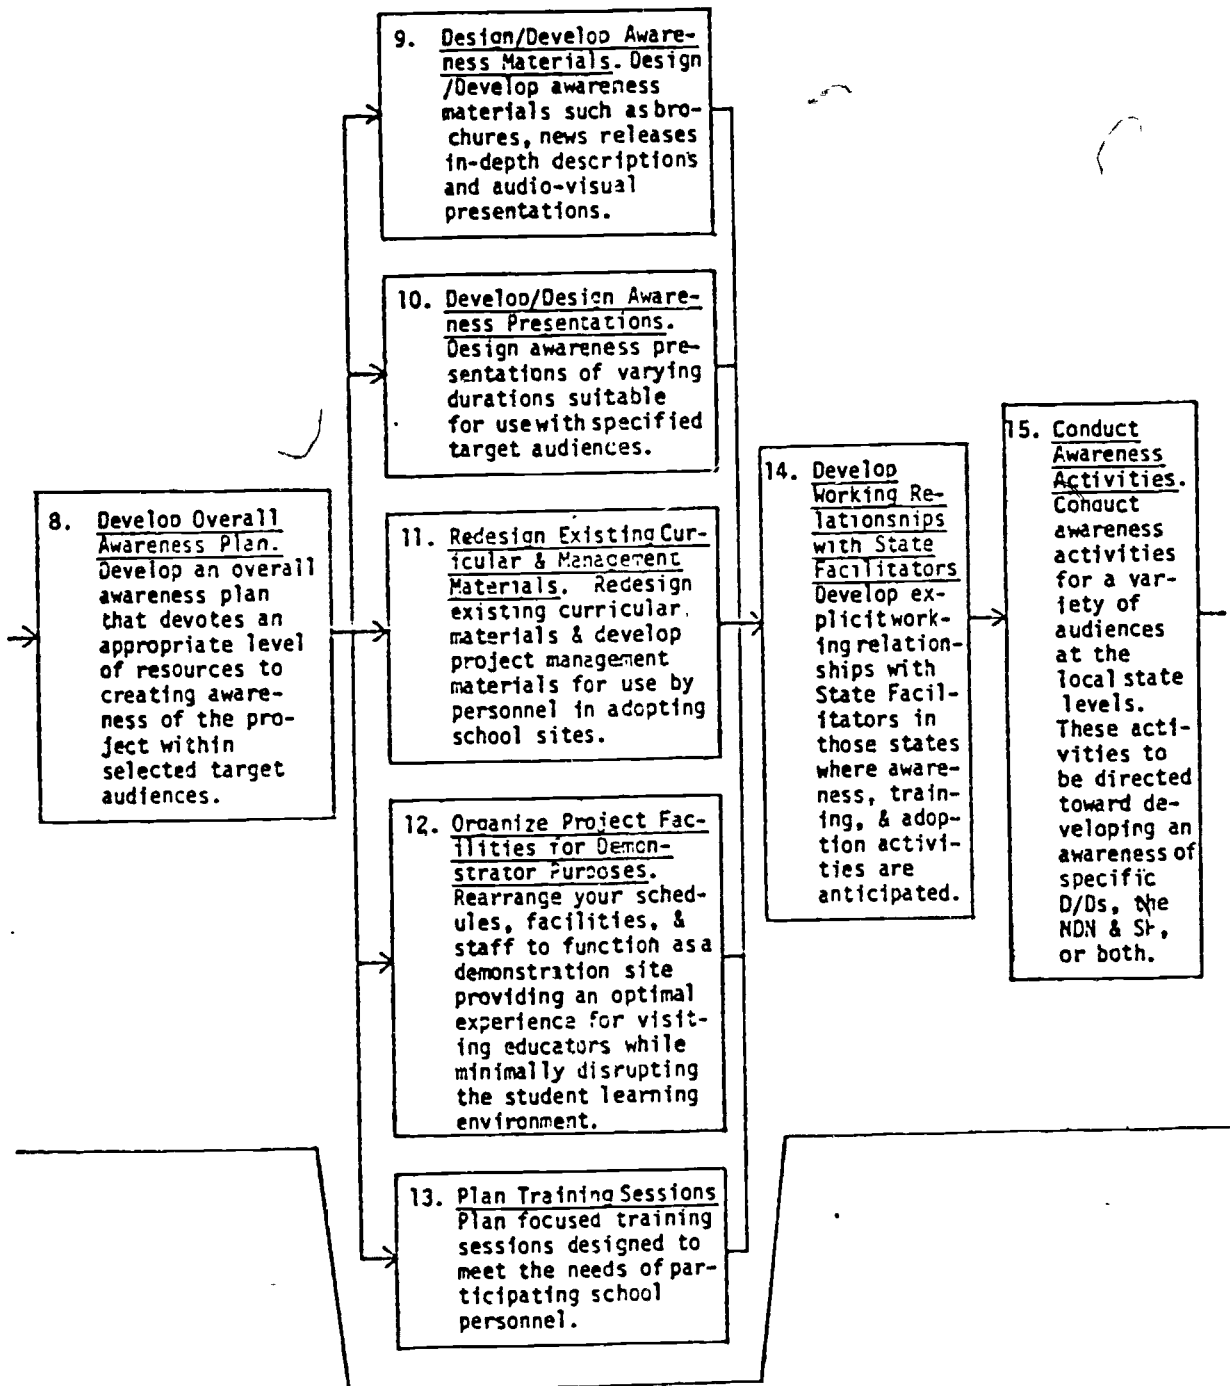 9. Design/Develop Aware-
ness Materials. Design
/Develop awareness
materials such as bro-
chures, news releases
in-depth descriptions
and audio-visual
presentations.
10. Develop/Design Aware-
ness Presentations.
Design awareness pre-
sentations of varying
durations suitable
for use with specified
target audiences.
8. Develop Overall
Awareness Plan.
Develop an overall
awareness plan
that devotes an
appropriate level
of resources to
creating aware-
ness of the pro-
ject within
selected target
audiences.
11. Redesign Existing Cur-
ricular & Management
Materials. Redesign
existing curricular
materials & develop
project management
materials for use by
personnel in adopting
school sites.
12. Organize Project Fac-
ilities for Demon-
strator Purposes.
Rearrange your sched-
ules, facilities, &
staff to function as a
demonstration site
providing an optimal
experience for visit-
ing educators while
minimally disrupting
the student learning
environment.
13. Plan Training Sessions
Plan focused training
sessions designed to
meet the needs of par-
ticipating school
personnel.
14. Develop
Working Re-
lationships
with State
Facilitators
Develop ex-
plicit work-
ing relation-
ships with
State Facil-
itators in
those states
where aware-
ness, train-
ing, & adop-
tion activi-
ties are
anticipated.
15. Conduct
Awareness
Activities.
Conduct
awareness
activities
for a var-
iety of
audiences
at the
local state
levels.
These acti-
vities to
be directed
toward de-
veloping an
awareness of
specific
D/Ds, the
NDN & SF,
or both.